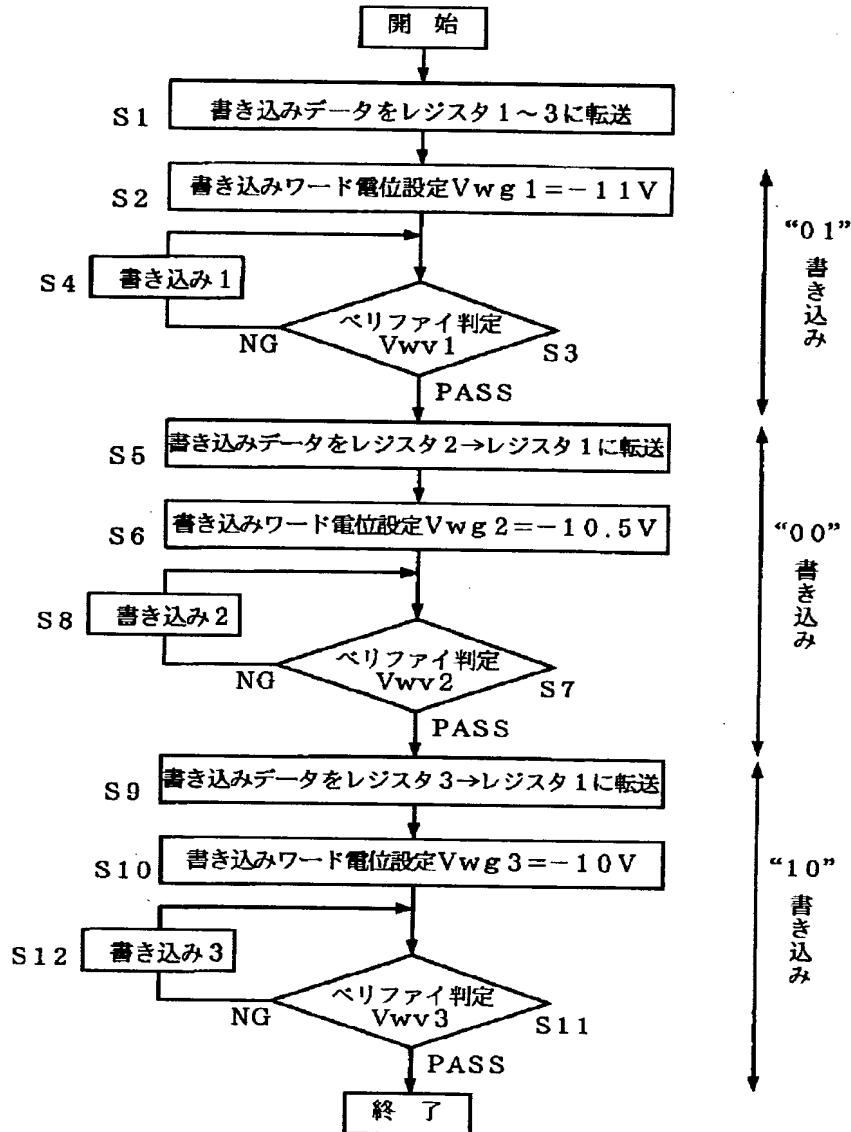 開 始
S1
書き込みデータをレジスタ1~3に転送
S2
書き込みワード電位設定Vwg1=-11V
“01”
書き込み
S4
書き込み1
ベリファイ判定
Vwv1
NG
S3
PASS
S5
書き込みデータをレジスタ2→レジスタ1に転送
S6
書き込みワード電位設定Vwg2=-10.5V
“00”
書き込み
S8
書き込み2
ベリファイ判定
Vwv2
NG
S7
PASS
S9
書き込みデータをレジスタ3→レジスタ1に転送
S10
書き込みワード電位設定Vwg3=-10V
“10”
書き込み
S12
書き込み3
ベリファイ判定
Vwv3
NG
S11
PASS
終 了